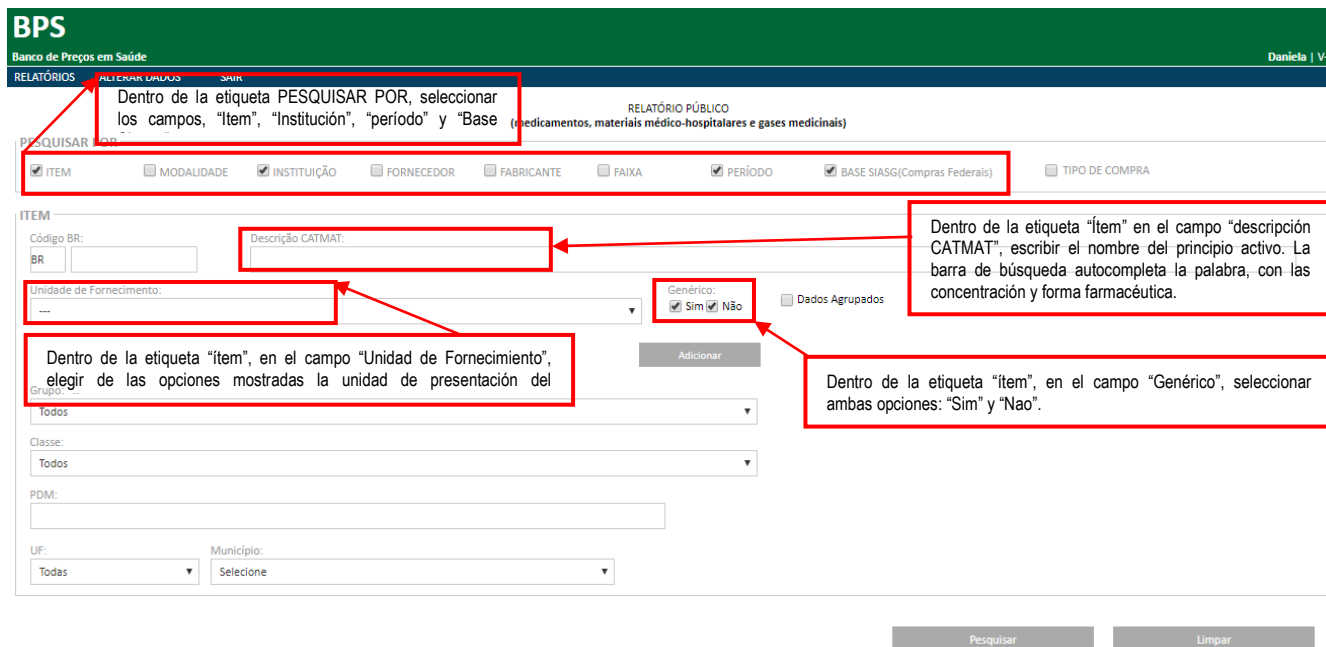 BPS
Banco de Preços em Saúde
Daniela | V-
RELATÓRIOS ALTERAR DADOS SAIR
Dentro de la etiqueta PESQUISAR POR, seleccionar
los campos, “Item”, “Institución”, “período” y “Base
RELATÓRIO PÚBLICO
(medicamentos, materiais médico-hospitalares e gases medicinais)
PESQUISAR POR
ITEM MODALIDADE INSTITUIÇÃO FORNECEDOR FABRICANTE FAIXA PERÍODO BASE SIASG(Compras Federais) TIPO DE COMPRA
ITEM
Código BR: Descrição CATMAT:
BR
Dentro de la etiqueta “Ítem” en el campo “descripción
CATMAT”, escribir el nombre del principio activo. La
barra de búsqueda autocompleta la palabra, con las
concentración y forma farmacéutica.
Unidade de Fornecimento: Genérico:
--- Sim Não Dados Agrupados
Adicionar
Dentro de la etiqueta “ítem”, en el campo “Unidad de Fornecimiento”,
elegir de las opciones mostradas la unidad de presentación del
Dentro de la etiqueta “ítem”, en el campo “Genérico”, seleccionar
ambas opciones: “Sim” y “Nao”.
Grupo:
Todos
Classe:
Todos
PDM:
UF: Município:
Todas Selecione
Pesquisar Limpar